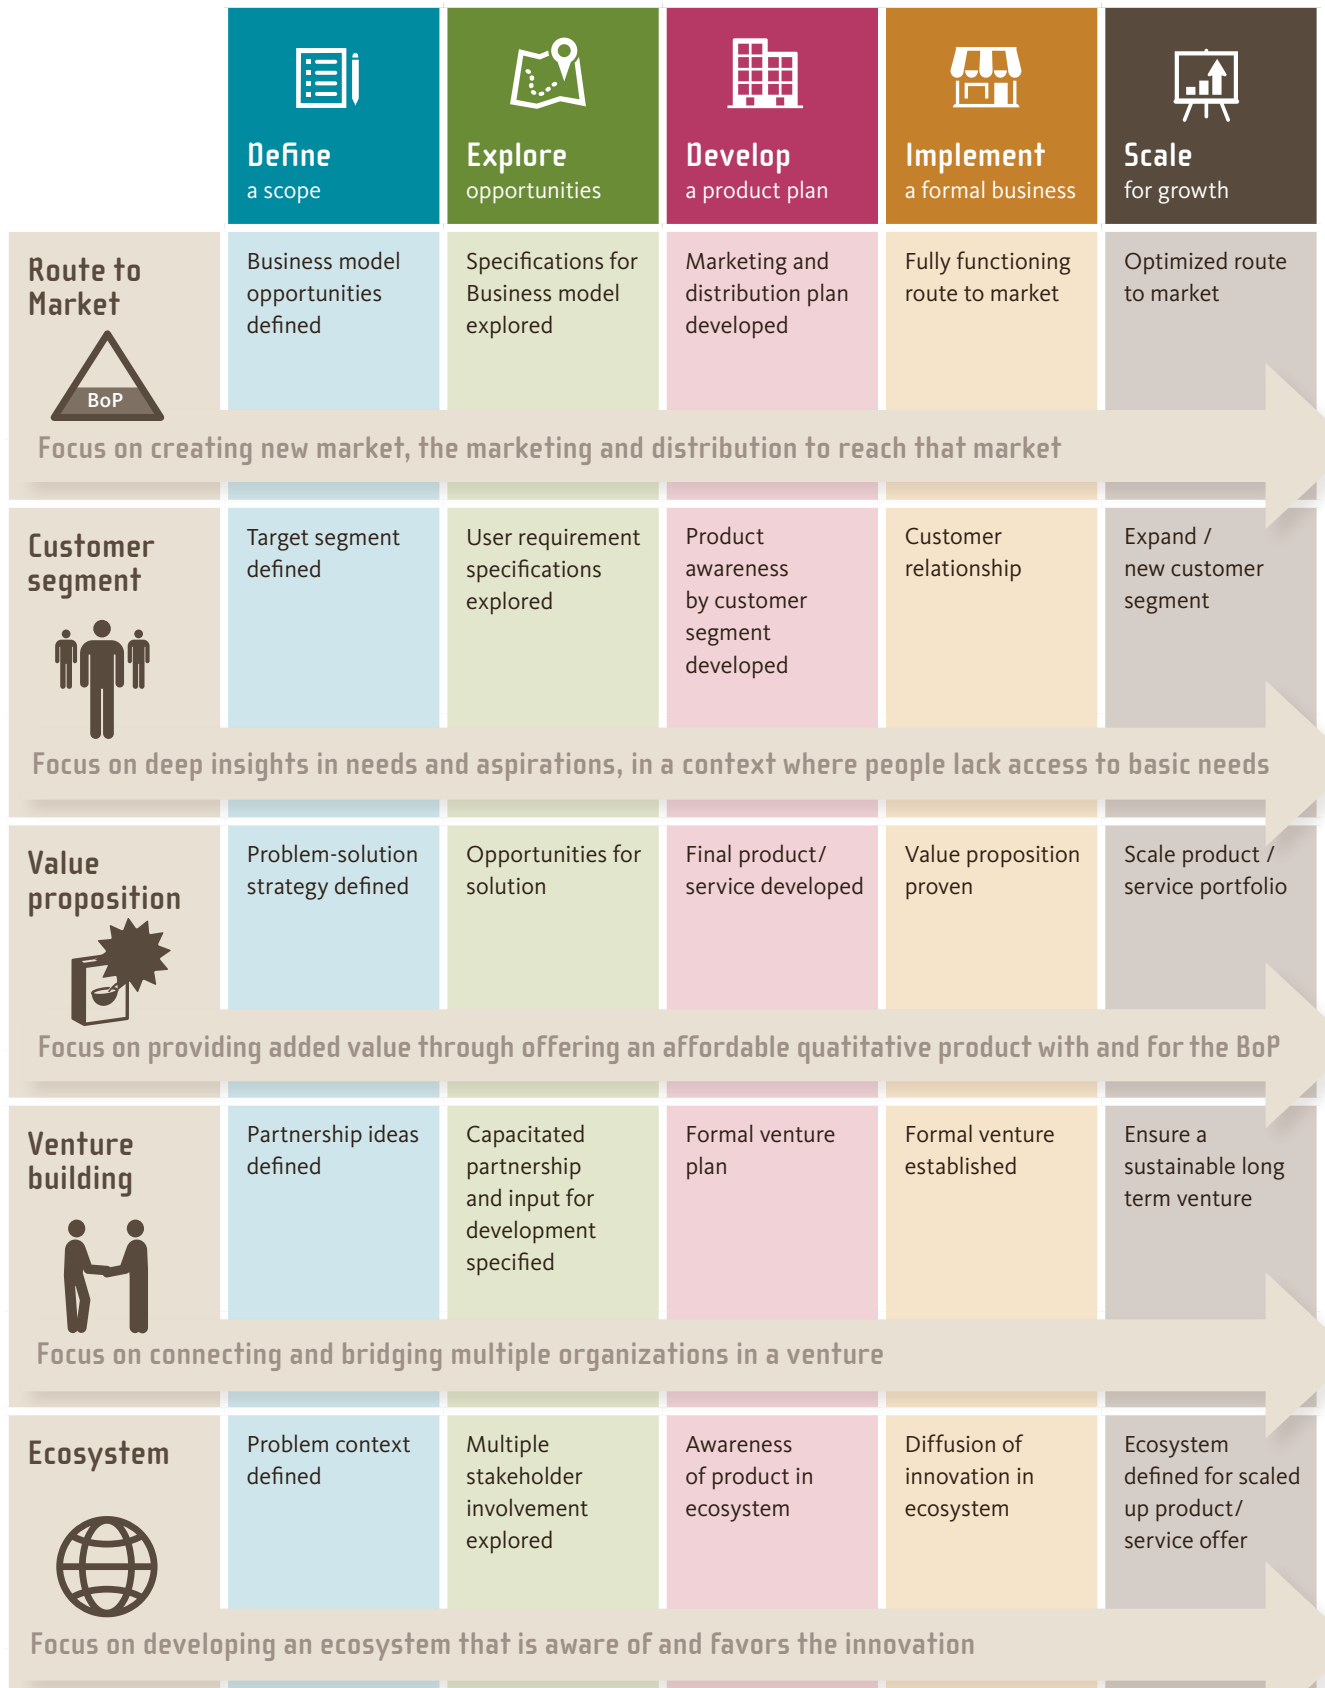 Define
a scope
Explore
opportunities
Develop
a product plan
Implement
a formal business
Scale
for growth
Route to
Market
BoP
Business model
opportunities
defined
Specifications for
Business model
explored
Marketing and
distribution plan
developed
Fully functioning
route to market
Optimized route
to market
Focus on creating new market, the marketing and distribution to reach that market
Customer
segment
Target segment
defined
User requirement
specifications
explored
Product
awareness
by customer
segment
developed
Customer
relationship
Expand /
new customer
segment
Focus on deep insights in needs and aspirations, in a context where people lack access to basic needs
Value
proposition
Problem-solution
strategy defined
Opportunities for
solution
Final product/
service developed
Value proposition
proven
Scale product /
service portfolio
Focus on providing added value through offering an affordable quatitative product with and for the BoP
Venture
building
Partnership ideas
defined
Capacitated
partnership
and input for
development
specified
Formal venture
plan
Formal venture
established
Ensure a
sustainable long
term venture
Focus on connecting and bridging multiple organizations in a venture
Ecosystem
Problem context
defined
Multiple
stakeholder
involvement
explored
Awareness
of product in
ecosystem
Diffusion of
innovation in
ecosystem
Ecosystem
defined for scaled
up product/
service offer
Focus on developing an ecosystem that is aware of and favors the innovation